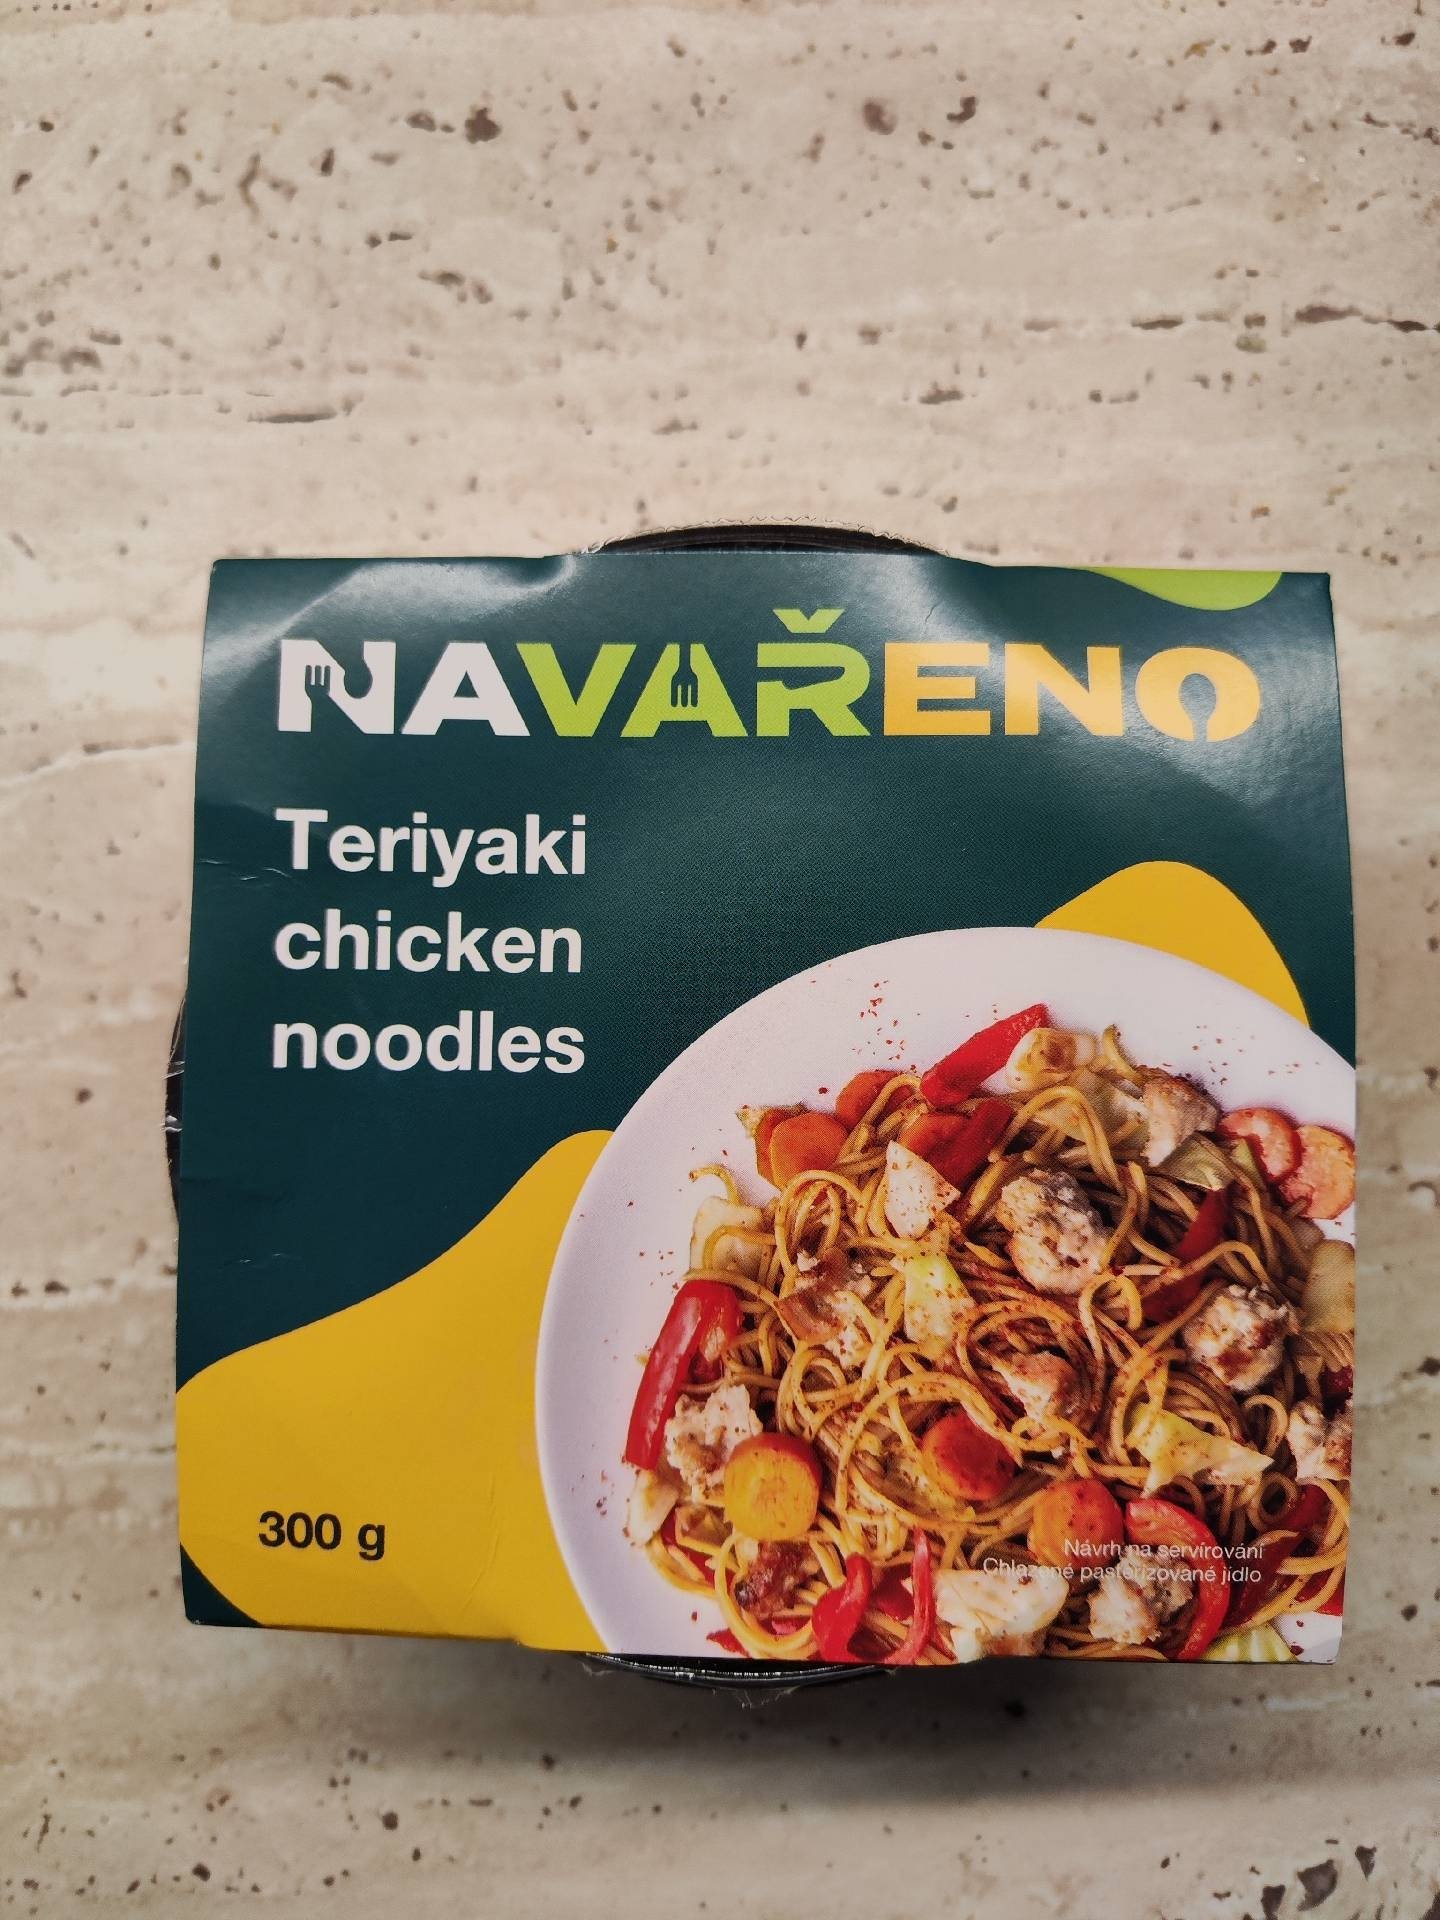 NAVAŘENO
Teriyaki
chicken
noodles
300 g
Návrh na servírování
Chlazené pasterizované jídlo